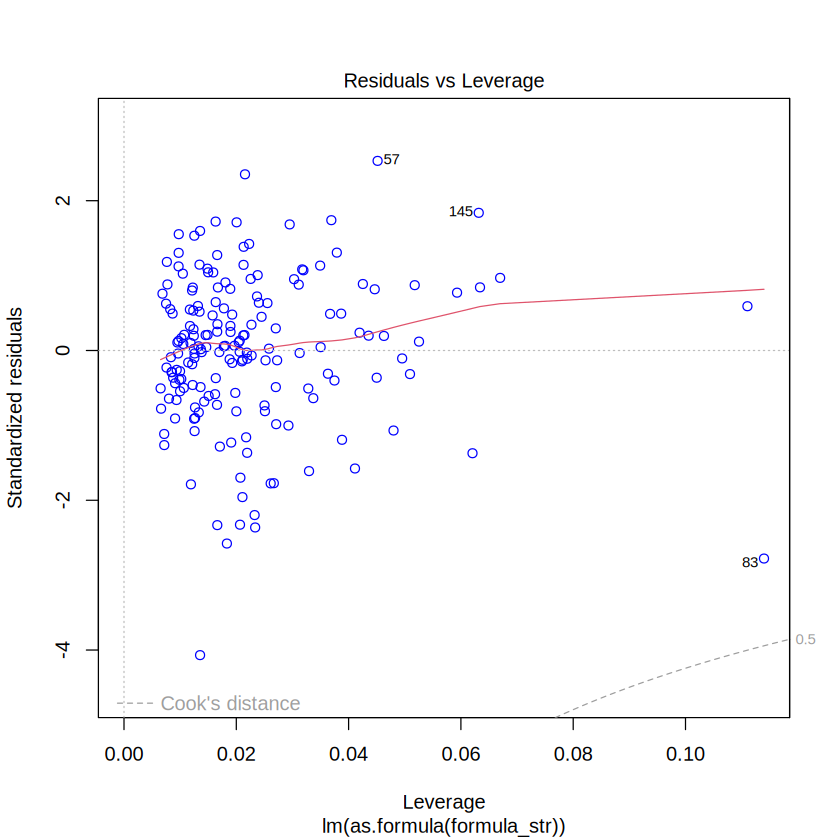 Residuals vs Leverage
Standardized residuals
2
0
-2
-4
57
145
83
0.5
Cook's distance
0.00 0.02 0.04 0.06 0.08 0.10
Leverage
lm(as.formula(formula_str))